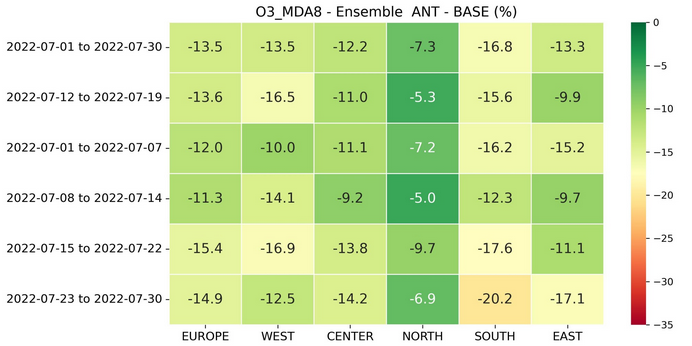 O3_MDA8 - Ensemble  ANT - BASE (%)
2022-07-01 to 2022-07-30 -13.5 -13.5 -12.2 -7.3 -16.8 -13.3
2022-07-12 to 2022-07-19 -13.6 -16.5 -11.0 -5.3 -15.6 -9.9
2022-07-01 to 2022-07-07 -12.0 -10.0 -11.1 -7.2 -16.2 -15.2
2022-07-08 to 2022-07-14 -11.3 -14.1 -9.2 -5.0 -12.3 -9.7
2022-07-15 to 2022-07-22 -15.4 -16.9 -13.8 -9.7 -17.6 -11.1
2022-07-23 to 2022-07-30 -14.9 -12.5 -14.2 -6.9 -20.2 -17.1
EUROPE WEST CENTER NORTH SOUTH EAST
0
−5
−10
−15
−20
−25
−30
−35